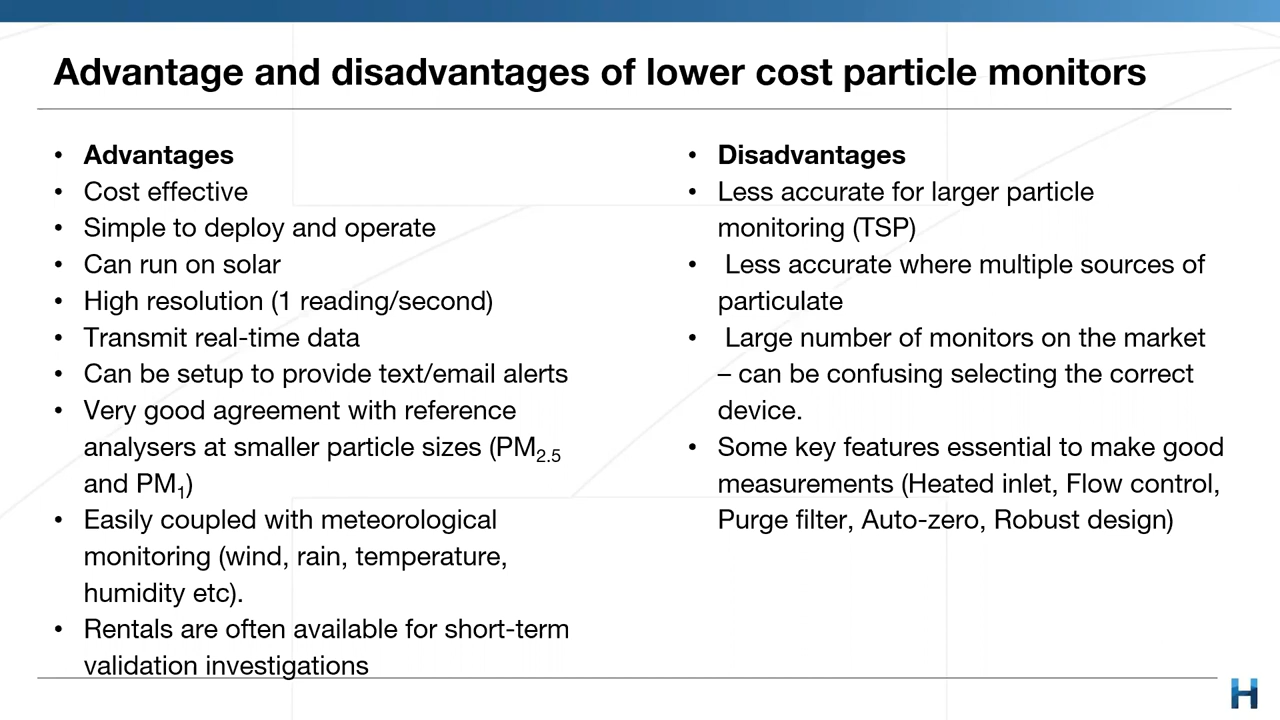 Advantage and disadvantages of lower cost particle monitors
• Advantages
• Cost effective
• Simple to deploy and operate
• Can run on solar
• High resolution (1 reading/second)
• Transmit real-time data
• Can be setup to provide text/email alerts
• Very good agreement with reference
analysers at smaller particle sizes (PM2.5
and PM1)
• Easily coupled with meteorological
monitoring (wind, rain, temperature,
humidity etc).
• Rentals are often available for short-term
validation investigations
• Disadvantages
• Less accurate for larger particle
monitoring (TSP)
• Less accurate where multiple sources of
particulate
• Large number of monitors on the market
– can be confusing selecting the correct
device.
• Some key features essential to make good
measurements (Heated inlet, Flow control,
Purge filter, Auto-zero, Robust design)
H